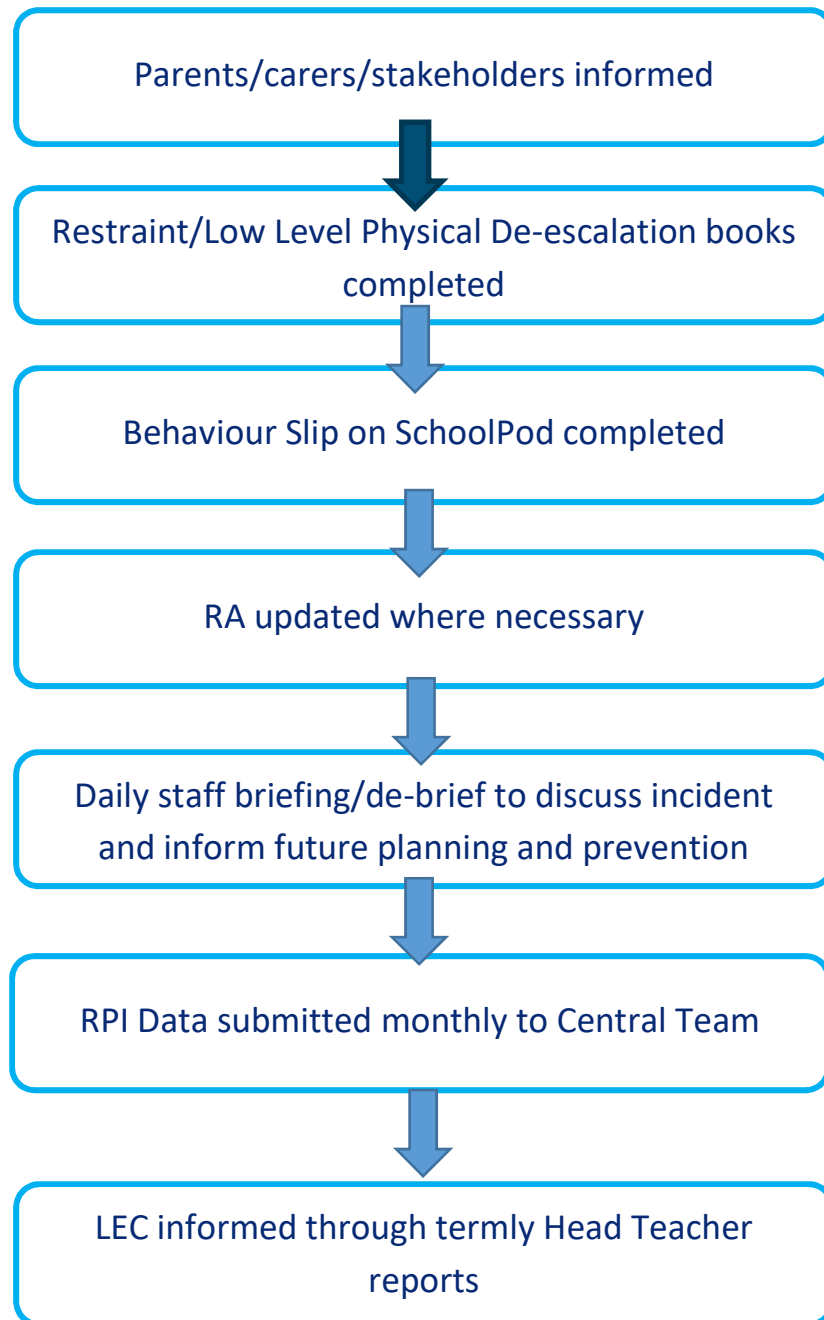 Parents/carers/stakeholders informed
Restraint/Low Level Physical De-escalation books
completed
Behaviour Slip on SchoolPod completed
RA updated where necessary
Daily staff briefing/de-brief to discuss incident
and inform future planning and prevention
RPI Data submitted monthly to Central Team
LEC informed through termly Head Teacher
reports